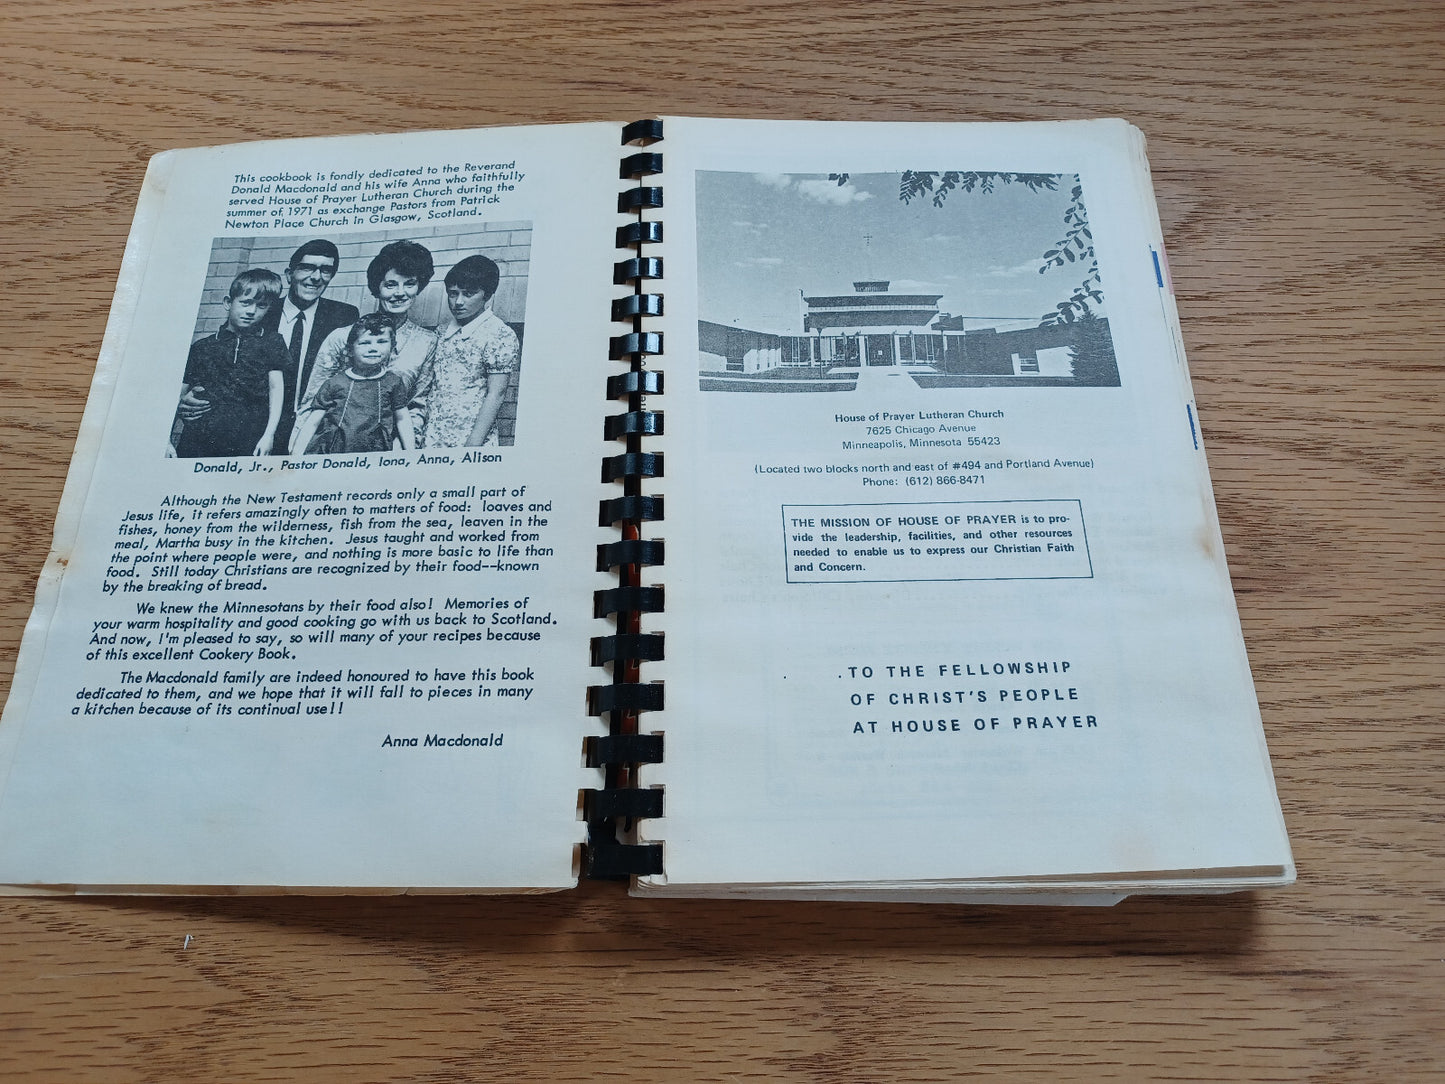 This cookbook is fondly dedicated to the Reverand
Donald Macdonald and his wife Anna who faithfully
served House of Prayer Lutheran Church during the
summer of 1971 as exchange Pastors from Patrick
Newton Place Church in Glasgow, Scotland.
Donald, Jr., Pastor Donald, Iona, Anna, Alison
Although the New Testament records only a small part of
Jesus life, it refers amazingly often to matters of food: loaves and
fishes, honey from the wilderness, fish from the sea, leaven in the
meal, Martha busy in the kitchen. Jesus taught and worked from
the point where people were, and nothing is more basic to life than
food. Still today Christians are recognized by their food--known
by the breaking of bread.
We knew the Minnesotans by their food also! Memories of
your warm hospitality and good cooking go with us back to Scotland.
And now, I'm pleased to say, so will many of your recipes because
of this excellent Cookery Book.
The Macdonald family are indeed honoured to have this book
dedicated to them, and we hope that it will fall to pieces in many
a kitchen because of its continual use!!
Anna Macdonald
House of Prayer Lutheran Church
7625 Chicago Avenue
Minneapolis, Minnesota 55423
(Located two blocks north and east of #494 and Portland Avenue)
Phone: (612) 866-8471
THE MISSION OF HOUSE OF PRAYER is to pro-
vide the leadership, facilities, and other resources
needed to enable us to express our Christian Faith
and Concern.
TO THE FELLOWSHIP
OF CHRIST'S PEOPLE
AT HOUSE OF PRAYER